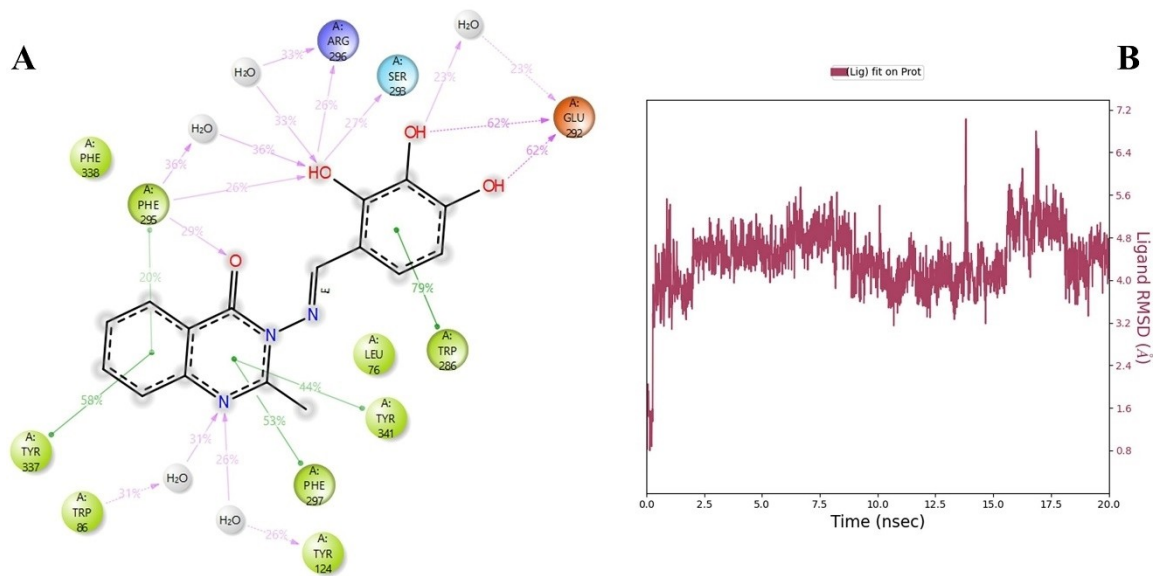 A
B
H₂O
A:
ARG
296
33%
H₂O
33%
26%
A:
SER
293
27%
H₂O
23%
23%
A:
GLU
292
OH
62%
62%
OH
H₂O
36%
36%
HO
A:
PHE
338
A:
PHE
295
26%
29%
20%
O
E
N
N
N
79%
A:
TRP
286
A:
LEU
76
44%
A:
TYR
341
53%
A:
PHE
297
58%
A:
TYR
337
31%
H₂O
31%
A:
TRP
86
26%
H₂O
26%
A:
TYR
124
(Lig) fit on Prot
7.2
6.4
5.6
4.8
4.0
3.2
2.4
1.6
0.8
Ligand RMSD (Å)
0.0 2.5 5.0 7.5 10.0 12.5 15.0 17.5 20.0
Time (nsec)